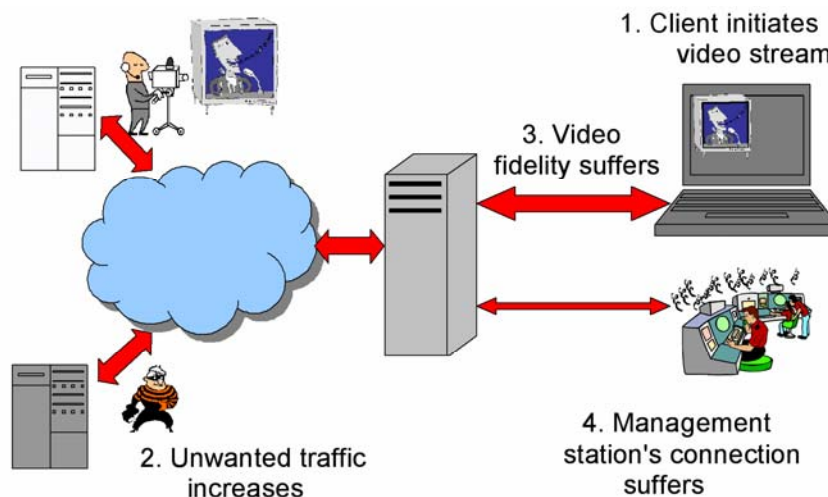 1. Client initiates
video stream
3. Video
fidelity suffers
2. Unwanted traffic
increases
4. Management
station's connection
suffers